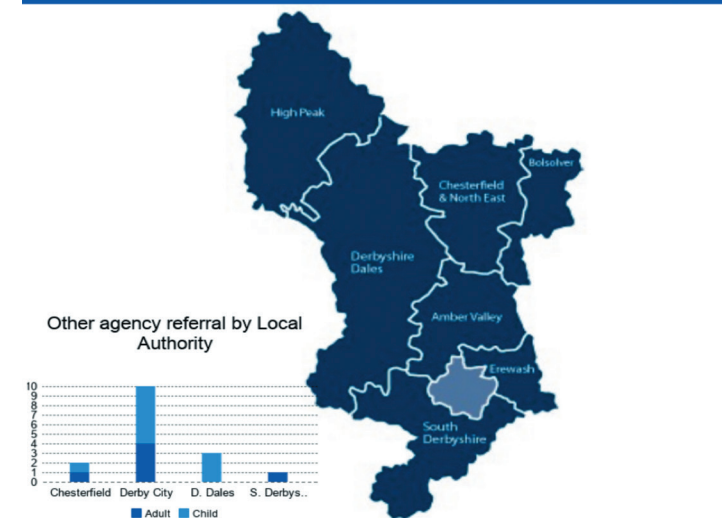 High Peak
Bolsolver
Chesterfield
& North East
Derbyshire
Dales
Amber Valley
Erewash
South
Derbyshire
Other agency referral by Local
Authority
10
9
8
7
6
5
4
3
2
1
0
Chesterfield Derby City D. Dales S. Derbys..
Adult Child